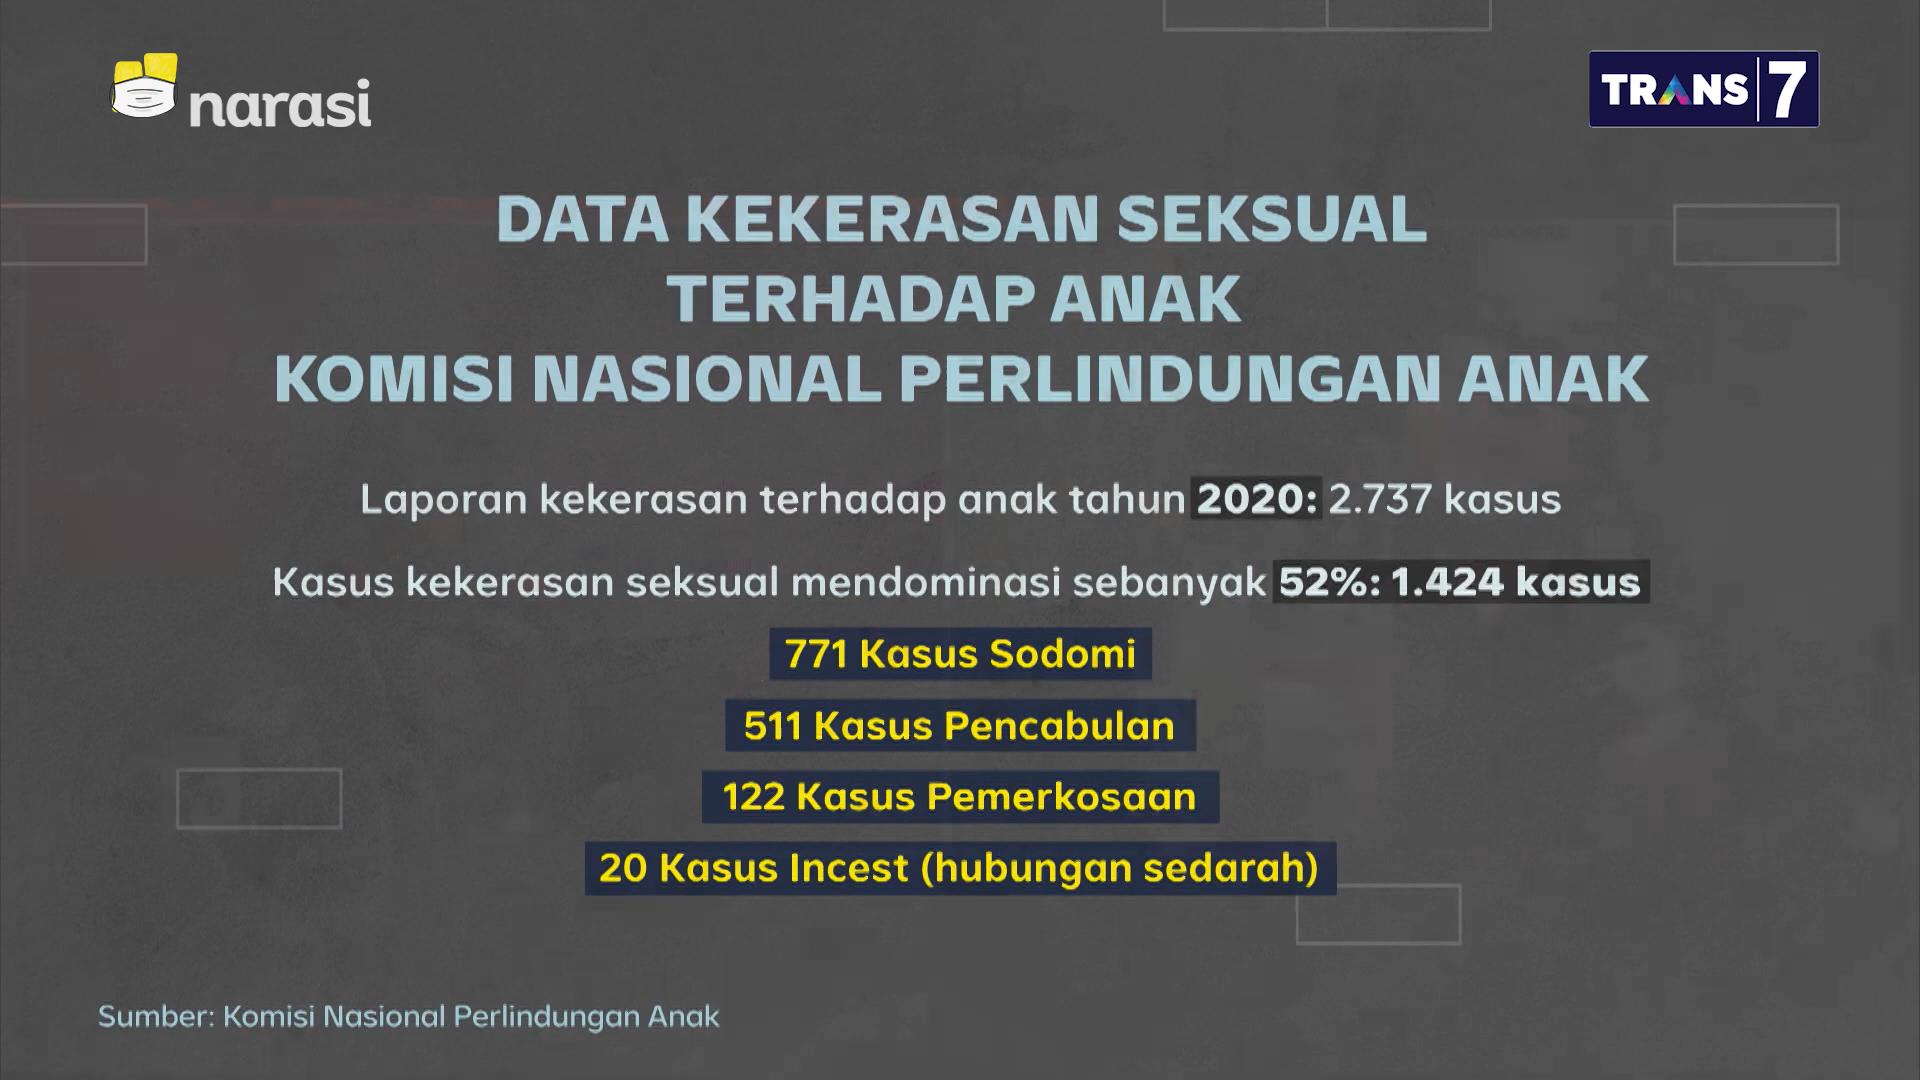 narasi
TRANS|7
DATA KEKERASAN SEKSUAL
TERHADAP ANAK
KOMISI NASIONAL PERLINDUNGAN ANAK
Laporan kekerasan terhadap anak tahun 2020: 2.737 kasus
Kasus kekerasan seksual mendominasi sebanyak 52%: 1.424 kasus
771 Kasus Sodomi
511 Kasus Pencabulan
122 Kasus Pemerkosaan
20 Kasus Incest (hubungan sedarah)
Sumber: Komisi Nasional Perlindungan Anak